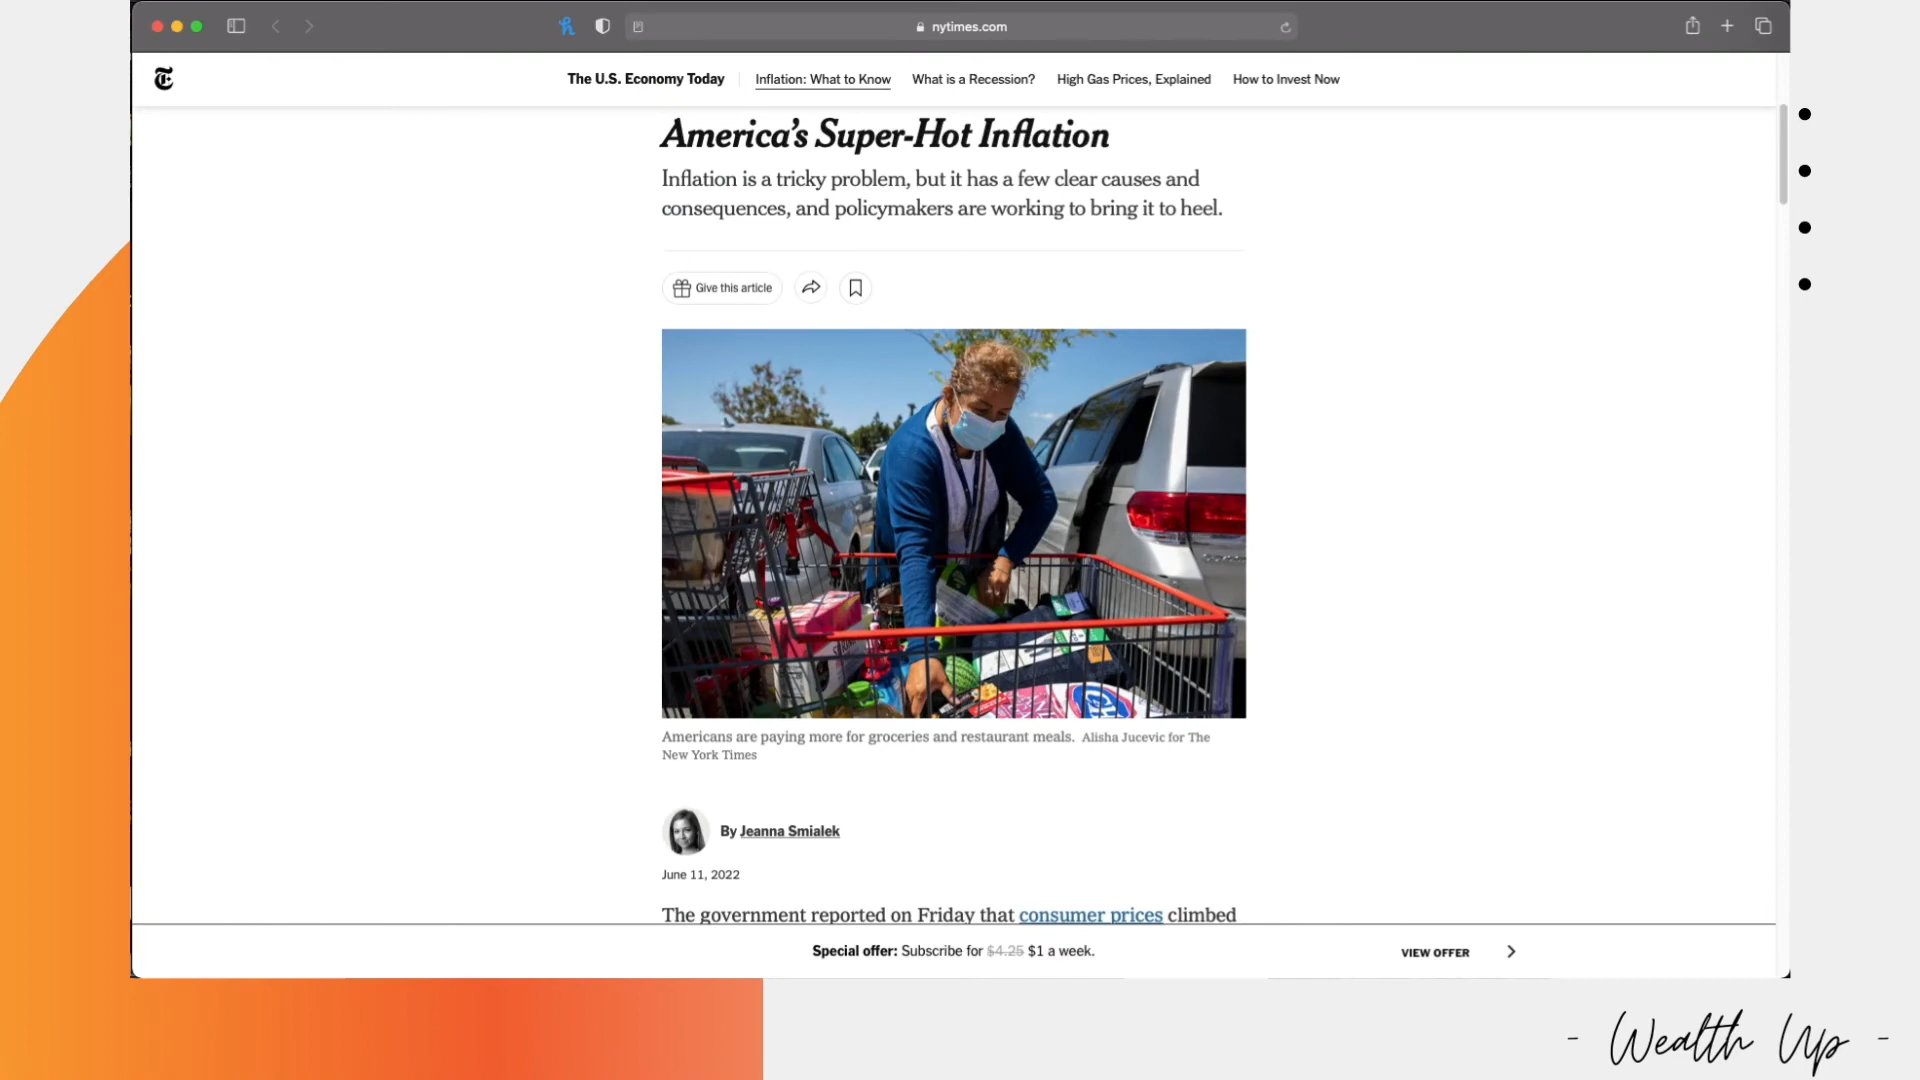 nytimes.com
The U.S. Economy Today
Inflation: What to Know
What is a Recession?
High Gas Prices, Explained
How to Invest Now
America's Super-Hot Inflation
Inflation is a tricky problem, but it has a few clear causes and
consequences, and policymakers are working to bring it to heel.
Give this article
Americans are paying more for groceries and restaurant meals. Alisha Jucevic for The
New York Times
By Jeanna Smialek
June 11, 2022
The government reported on Friday that consumer prices climbed
Special offer: Subscribe for $4.25 $1 a week.
VIEW OFFER
- Wealth Up -